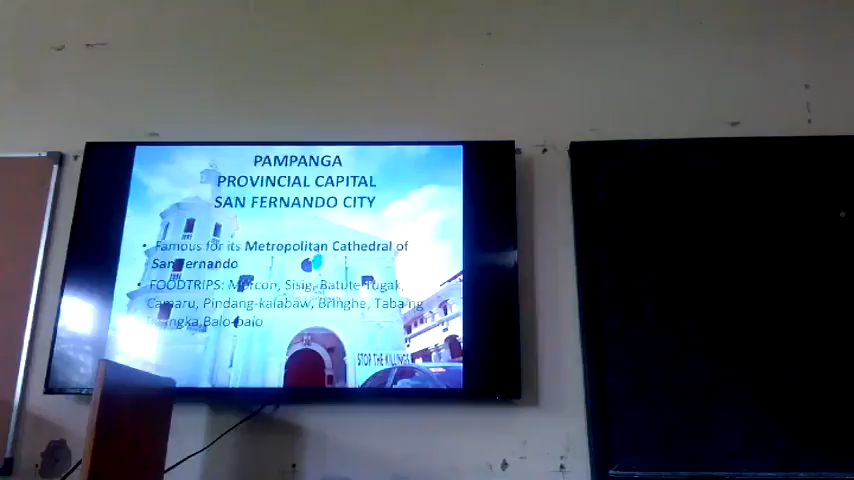 PAMPANGA
PROVINCIAL CAPITAL
SAN FERNANDO CITY
• Famous for its Metropolitan Cathedral of
San Fernando
• FOODTRIPS: Morcon, Sisig, Batute Tugak,
Camaru, Pindang-kalabaw, Bringhe, Taba ng
Talangka, Balo-balo
STOP THE KILLINGS